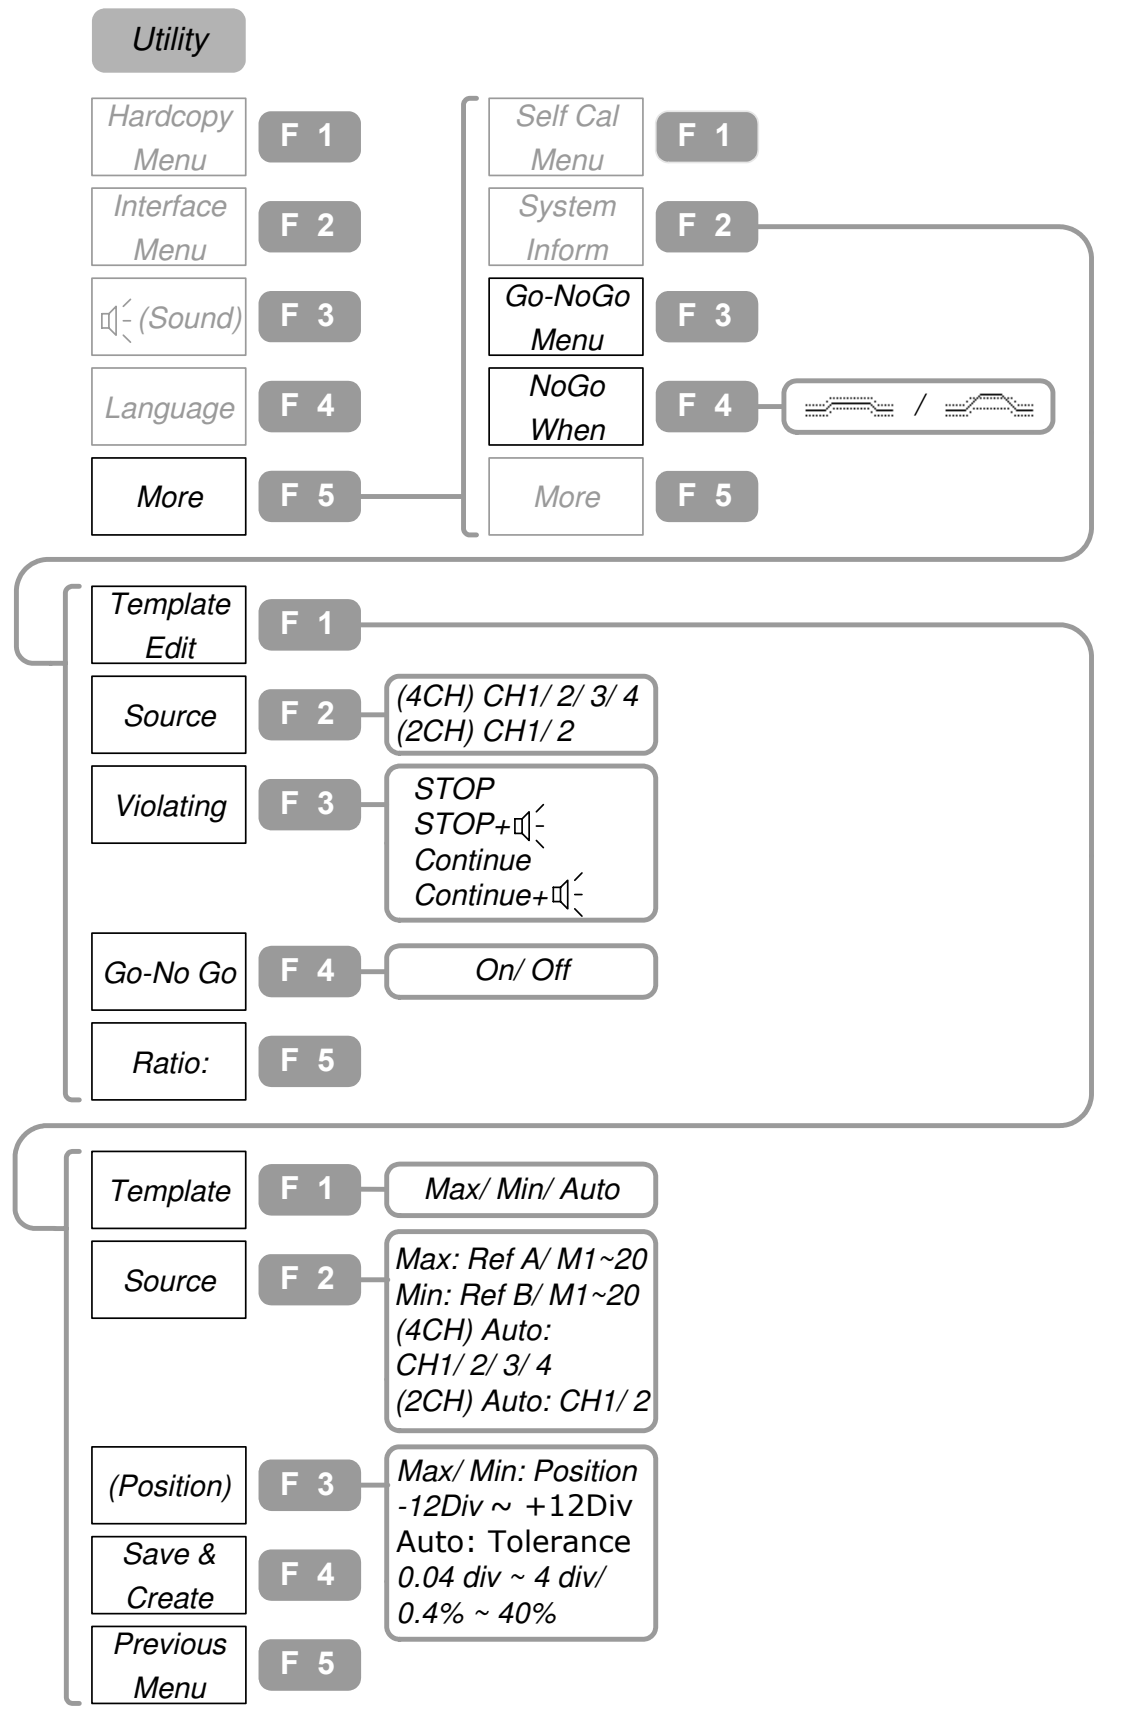 Utility
Hardcopy
Menu
F 1
Interface
Menu
F 2
(Sound)
F 3
Language
F 4
More
F 5
Self Cal
Menu
F 1
System
Inform
F 2
Go-NoGo
Menu
F 3
NoGo
When
F 4
/
More
F 5
Template
Edit
F 1
Source
F 2
(4CH) CH1/ 2/ 3/ 4
(2CH) CH1/ 2
Violating
F 3
STOP
STOP+
Continue
Continue+
Go-No Go
F 4
On/ Off
Ratio:
F 5
Template
F 1
Max/ Min/ Auto
Source
F 2
Max: Ref A/ M1~20
Min: Ref B/ M1~20
(4CH) Auto:
CH1/ 2/ 3/ 4
(2CH) Auto: CH1/ 2
(Position)
F 3
Max/ Min: Position
-12Div ~ +12Div
Auto: Tolerance
0.04 div ~ 4 div/
0.4% ~ 40%
Save &
Create
F 4
Previous
Menu
F 5